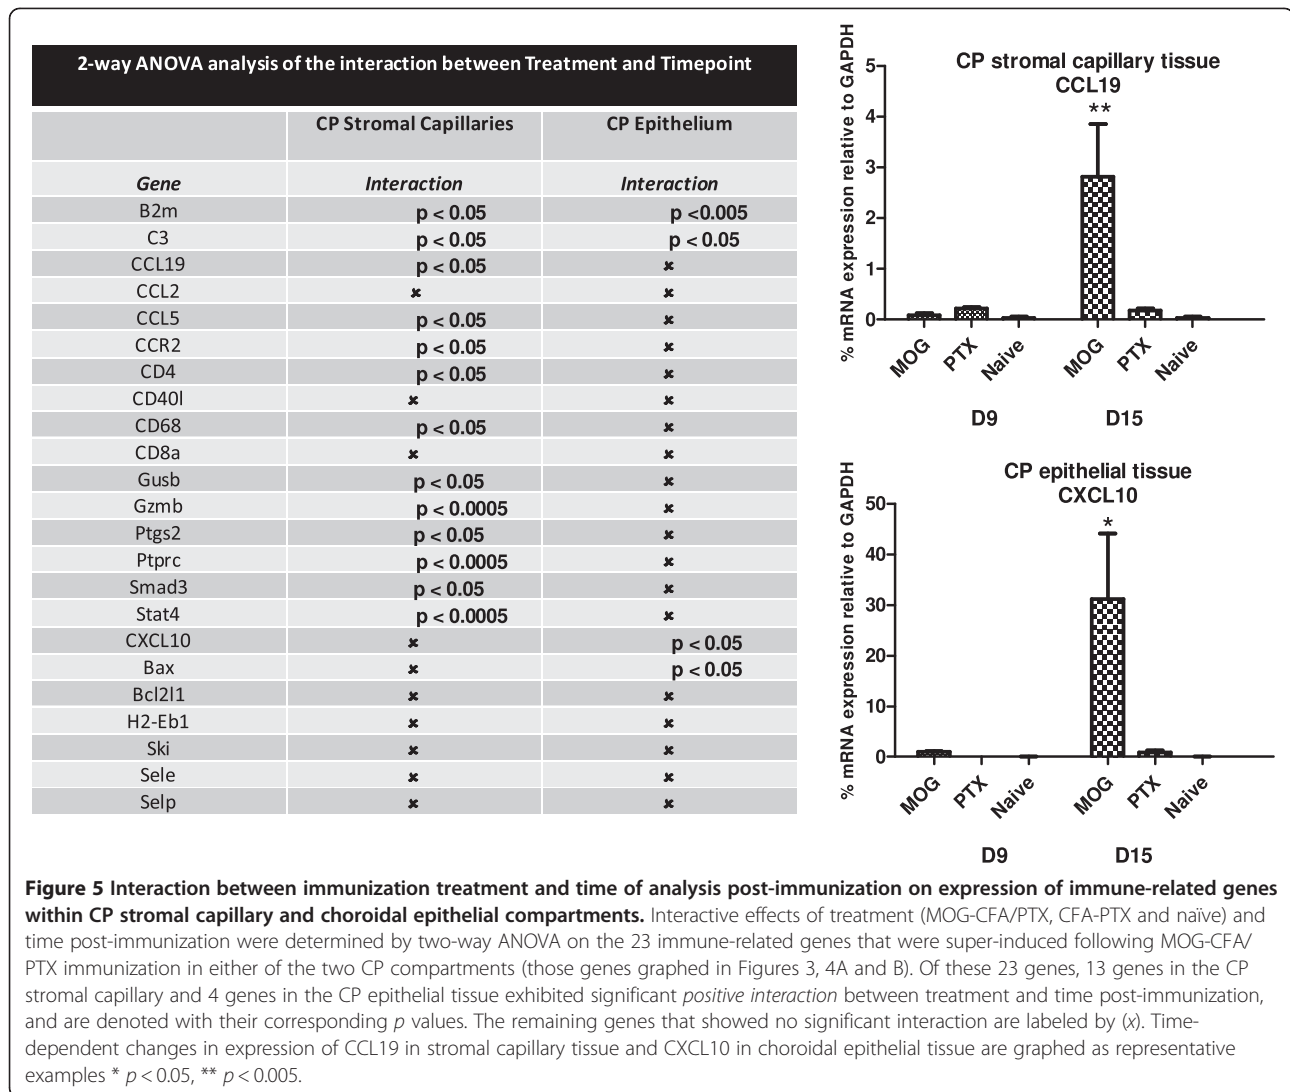 2-way ANOVA analysis of the interaction between Treatment and Timepoint
CP Stromal Capillaries CP Epithelium
Gene Interaction Interaction
B2m p < 0.05 p <0.005
C3 p < 0.05 p < 0.05
CCL19 p < 0.05 ×
CCL2 × ×
CCL5 p < 0.05 ×
CCR2 p < 0.05 ×
CD4 p < 0.05 ×
CD40l × ×
CD68 p < 0.05 ×
CD8a × ×
Gusb p < 0.05 ×
Gzmb p < 0.0005 ×
Ptgs2 p < 0.05 ×
Ptprc p < 0.0005 ×
Smad3 p < 0.05 ×
Stat4 p < 0.0005 ×
CXCL10 × p < 0.05
Bax × p < 0.05
Bcl2l1 × ×
H2-Eb1 × ×
Ski × ×
Sele × ×
Selp × ×
CP stromal capillary tissue
CCL19
% mRNA expression relative to GAPDH
5
4
3
2
1
0
**
MOG PTX Naive MOG PTX Naive
D9 D15
CP epithelial tissue
CXCL10
% mRNA expression relative to GAPDH
50
40
30
20
10
0
*
MOG PTX Naive MOG PTX Naive
D9 D15
Figure 5 Interaction between immunization treatment and time of analysis post-immunization on expression of immune-related genes
within CP stromal capillary and choroidal epithelial compartments. Interactive effects of treatment (MOG-CFA/PTX, CFA-PTX and naïve) and
time post-immunization were determined by two-way ANOVA on the 23 immune-related genes that were super-induced following MOG-CFA/
PTX immunization in either of the two CP compartments (those genes graphed in Figures 3, 4A and B). Of these 23 genes, 13 genes in the CP
stromal capillary and 4 genes in the CP epithelial tissue exhibited significant positive interaction between treatment and time post-immunization,
and are denoted with their corresponding p values. The remaining genes that showed no significant interaction are labeled by (x). Time-
dependent changes in expression of CCL19 in stromal capillary tissue and CXCL10 in choroidal epithelial tissue are graphed as representative
examples * p < 0.05, ** p < 0.005.